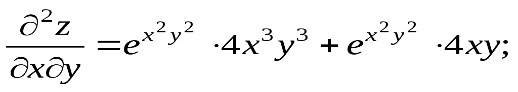 ∂²z/∂x∂y = e^{x²y²} ·4x³y³ + e^{x²y²} ·4xy;